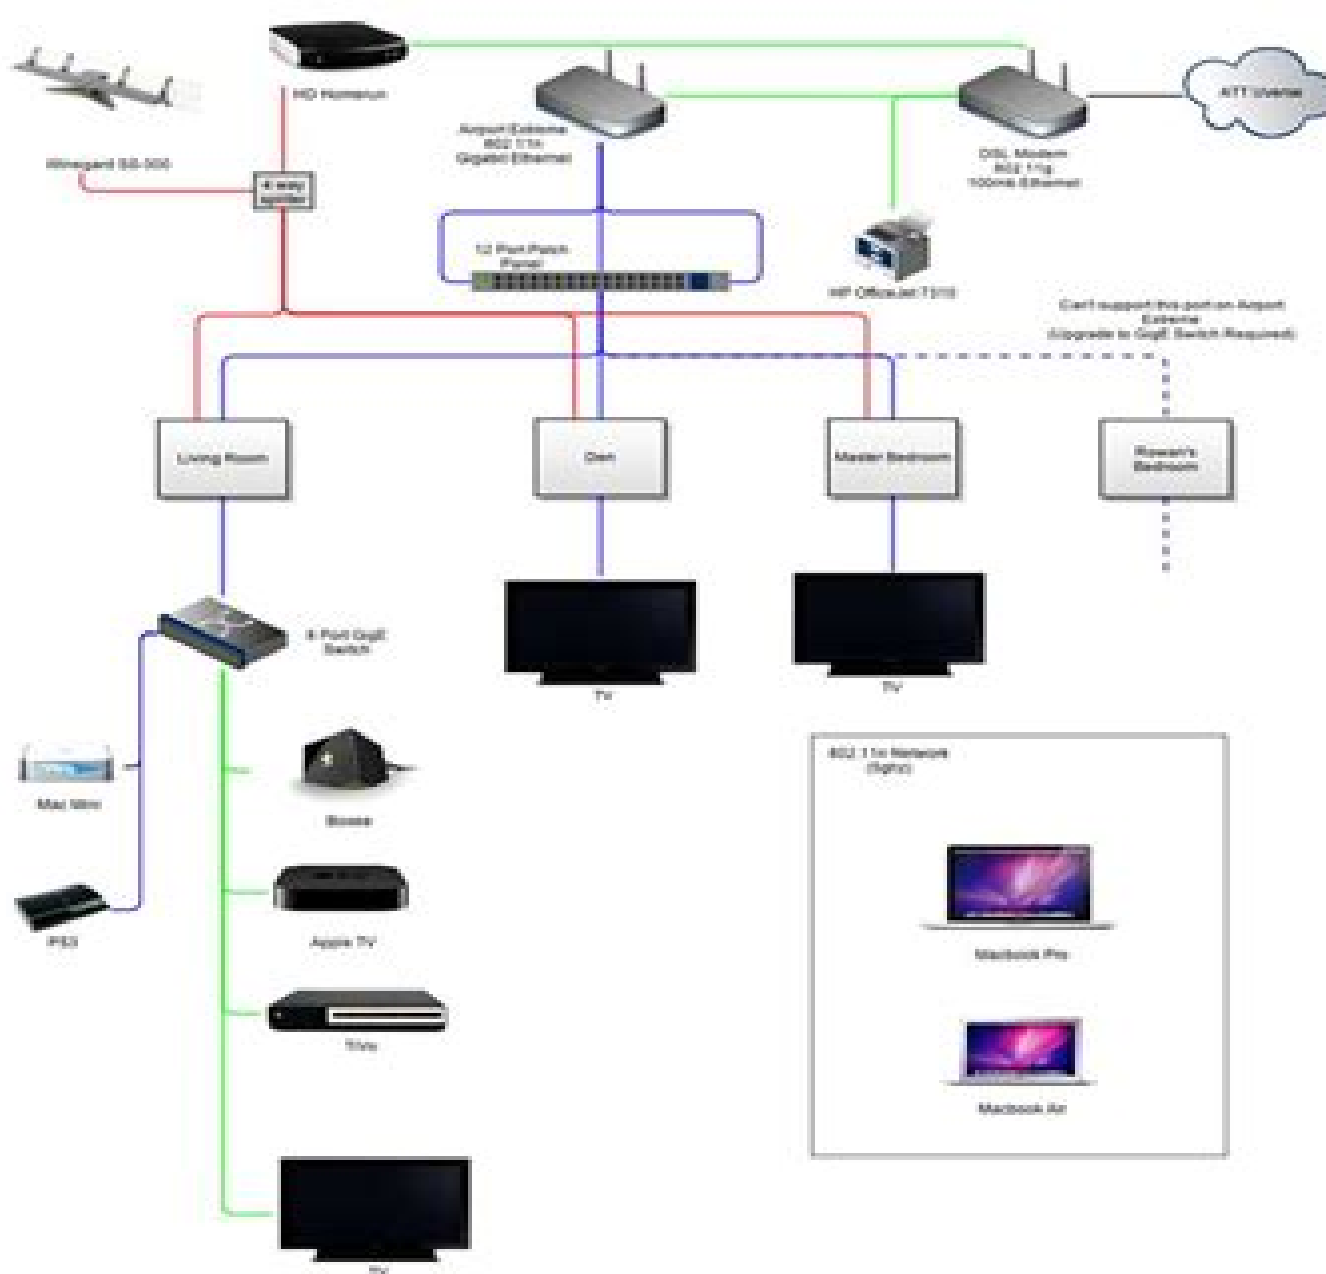 HD Homerun
Airport Extreme
802.11n
Gigabit Ethernet
ATT Uverse
DSL Modem
802.11g
100mb Ethernet
Winegard SS-3000
4 way
splitter
12 Port Patch
Panel
HP OfficeJet 7310
Can't support this port on Airport
Extreme
(Upgrade to GigE Switch Required)
Living Room
Den
Master Bedroom
Rowan's
Bedroom
8 Port GigE
Switch
TV
TV
802.11n Network
(5ghz)
Mac Mini
Boxee
PS3
Apple TV
Macbook Pro
TiVo
Macbook Air
TV